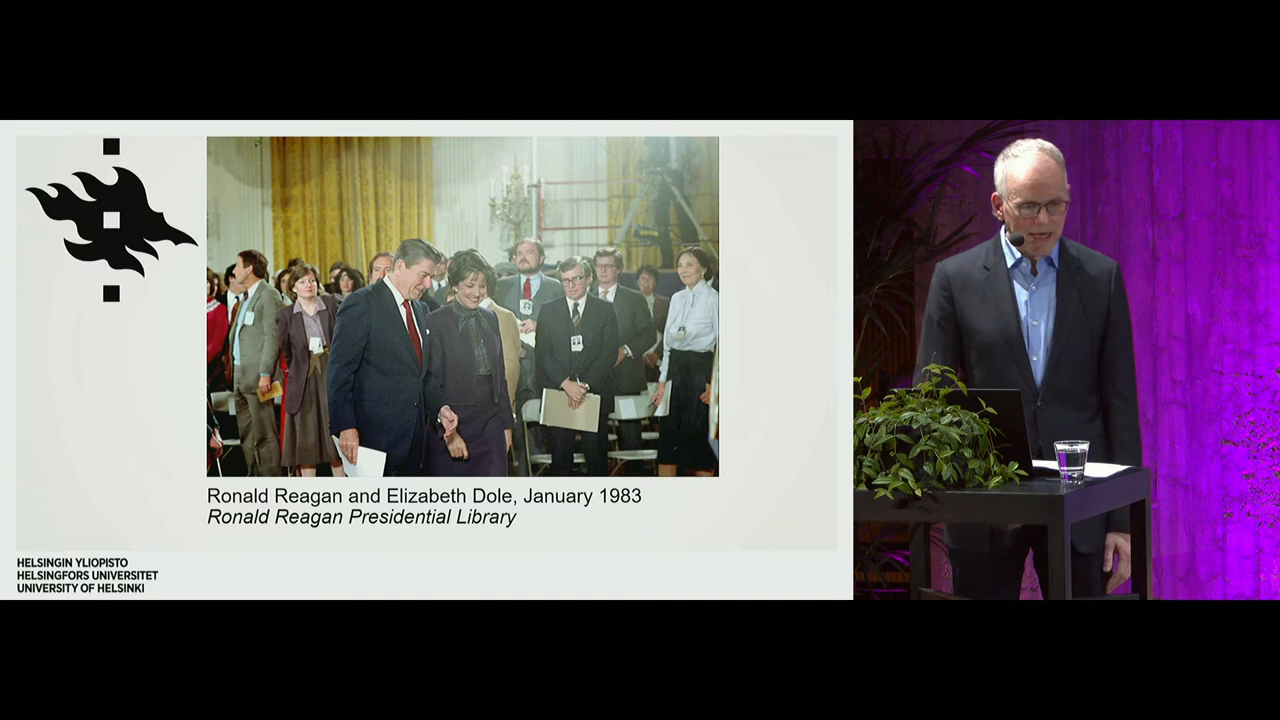 Ronald Reagan and Elizabeth Dole, January 1983
Ronald Reagan Presidential Library
HELSINGIN YLIOPISTO
HELSINGFORS UNIVERSITET
UNIVERSITY OF HELSINKI